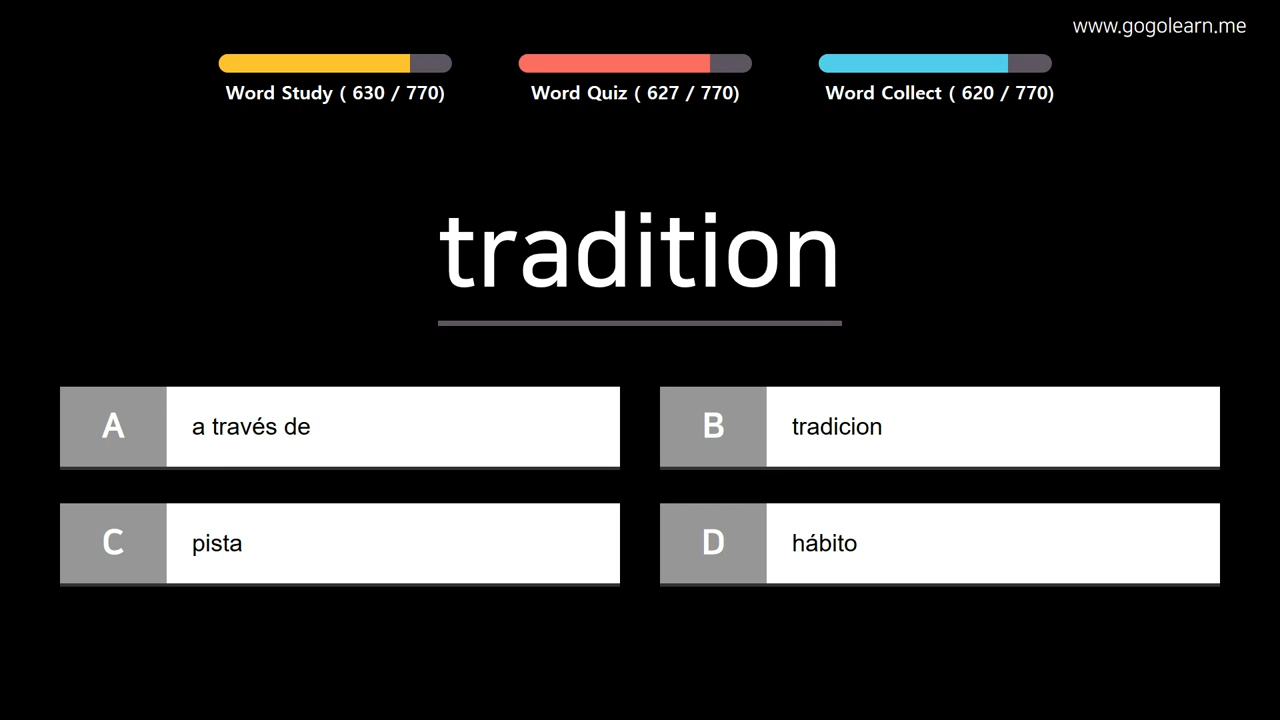 www.gogolearn.me
Word Study ( 630 / 770)
Word Quiz ( 627 / 770)
Word Collect ( 620 / 770)
tradition
A a través de
B tradicion
C pista
D hábito